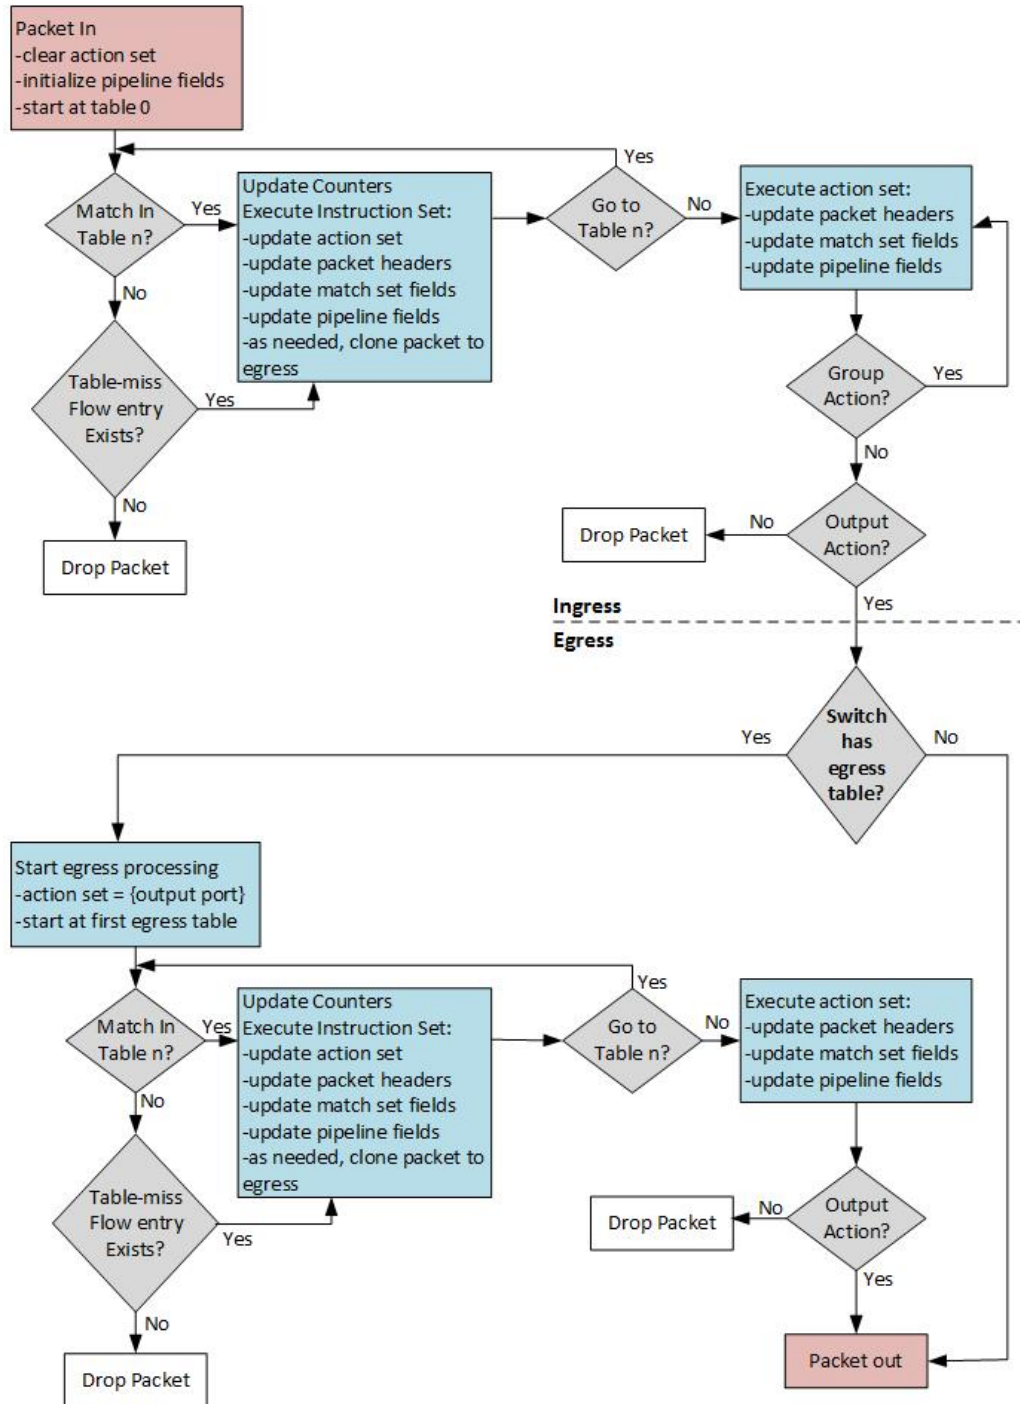 Packet In
-clear action set
-initialize pipeline fields
-start at table 0
Yes
Match In
Table n?
Yes
Update Counters
Execute Instruction Set:
-update action set
-update packet headers
-update match set fields
-update pipeline fields
-as needed, clone packet to
egress
Go to
Table n?
No
Execute action set:
-update packet headers
-update match set fields
-update pipeline fields
No
Table-miss
Flow entry
Exists?
Yes
Group
Action?
Yes
No
No
Drop Packet
Output
Action?
No
Drop Packet
Yes
Ingress
Egress
Switch
has
egress
table?
Yes
No
Start egress processing
-action set = {output port}
-start at first egress table
Yes
Match In
Table n?
Yes
Update Counters
Execute Instruction Set:
-update action set
-update packet headers
-update match set fields
-update pipeline fields
-as needed, clone packet to
egress
Go to
Table n?
No
Execute action set:
-update packet headers
-update match set fields
-update pipeline fields
No
Table-miss
Flow entry
Exists?
Yes
Drop Packet
No
Output
Action?
Yes
No
Drop Packet
Packet out